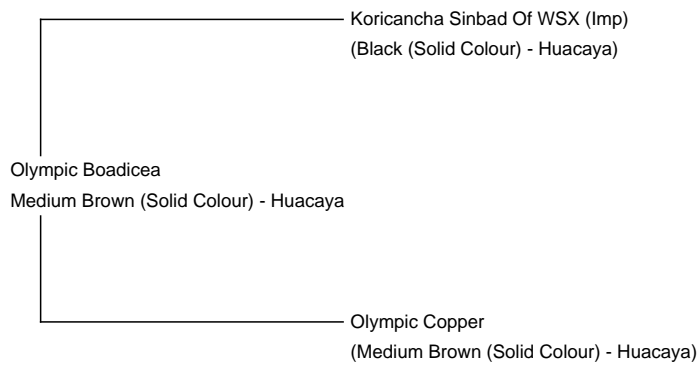 Koricancha Sinbad Of WSX (Imp)
(Black (Solid Colour) - Huacaya)
Olympic Boadicea
Medium Brown (Solid Colour) - Huacaya
Olympic Copper
(Medium Brown (Solid Colour) - Huacaya)